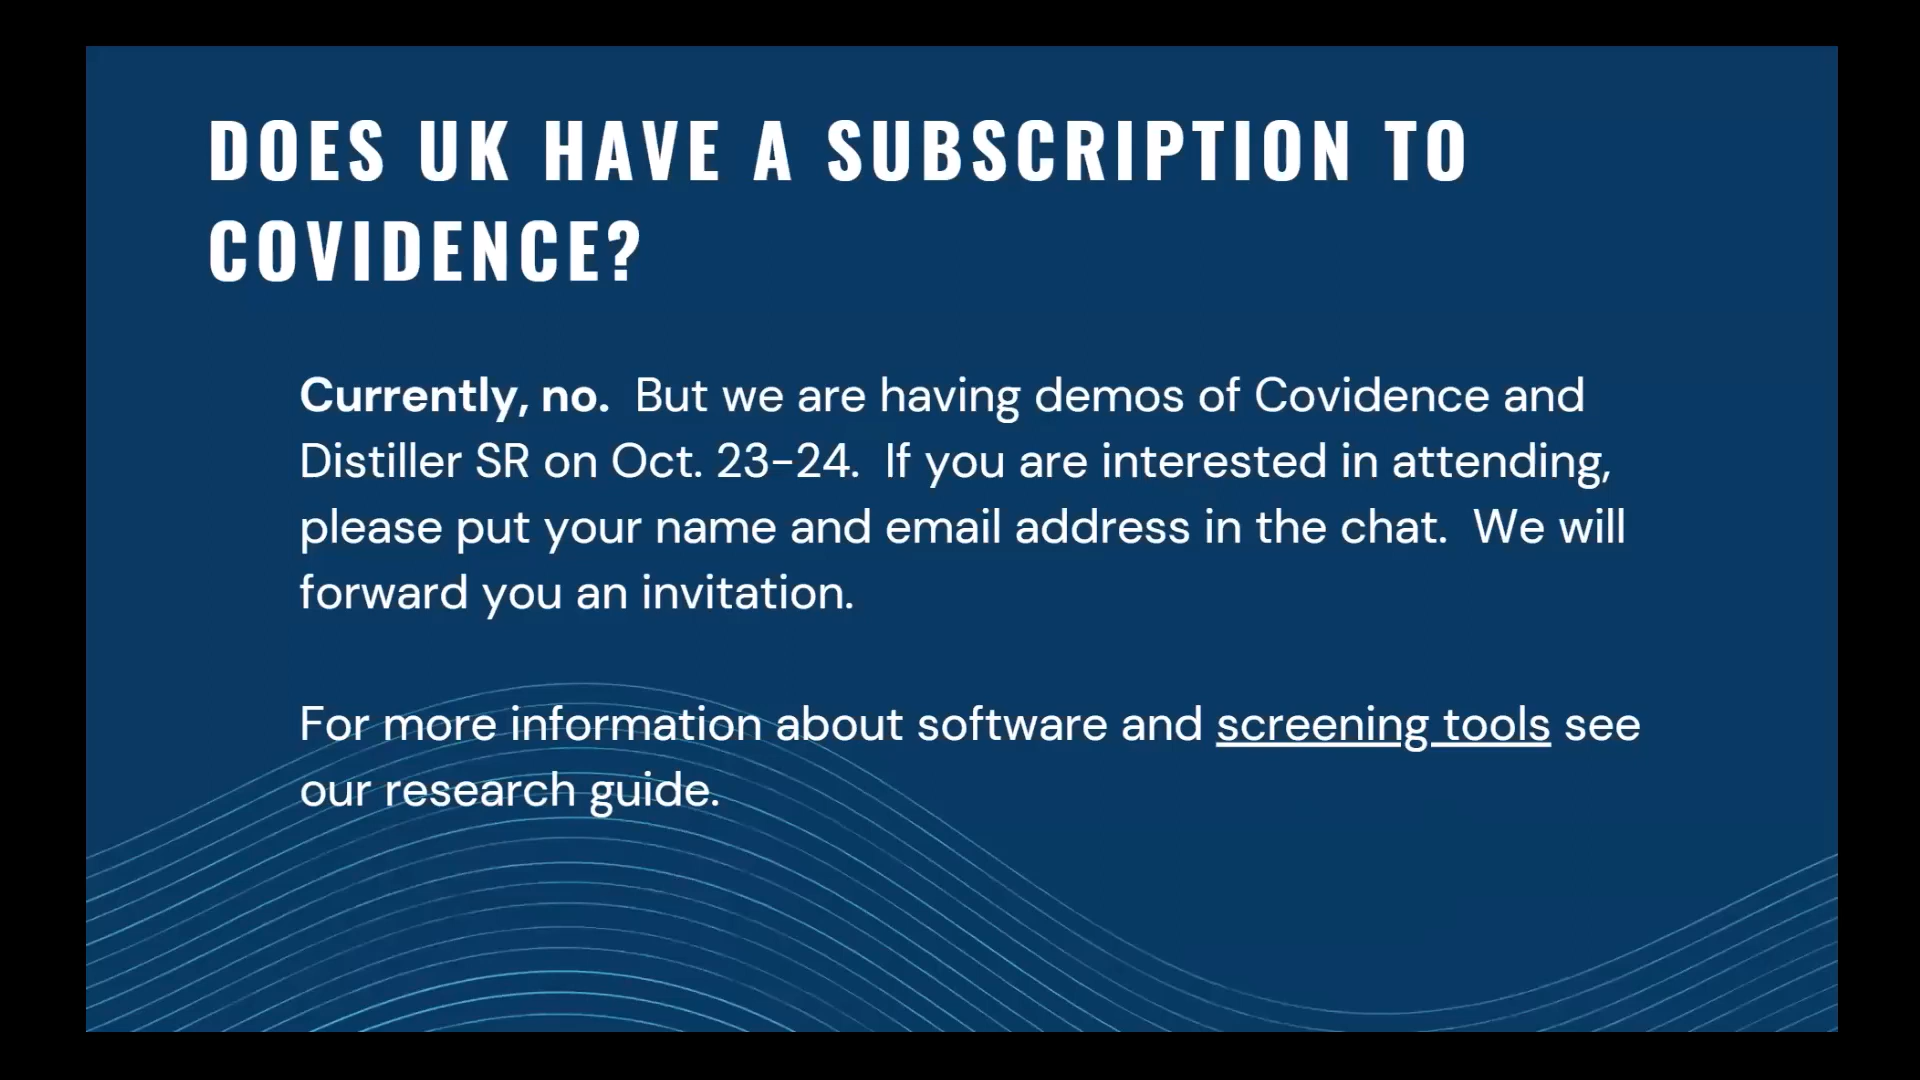 DOES UK HAVE A SUBSCRIPTION TO
COVIDENCE?
Currently, no.  But we are having demos of Covidence and
Distiller SR on Oct. 23-24.  If you are interested in attending,
please put your name and email address in the chat.  We will
forward you an invitation.
For more information about software and screening tools see
our research guide.